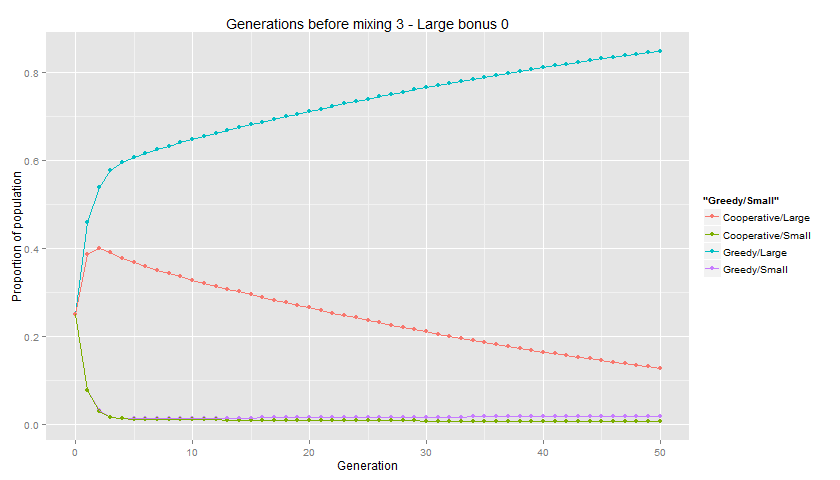 Generations before mixing 3 - Large bonus 0
Proportion of population
0.8
0.6
0.4
0.2
0.0
0 10 20 30 40 50
Generation
"Greedy/Small"
Cooperative/Large
Cooperative/Small
Greedy/Large
Greedy/Small